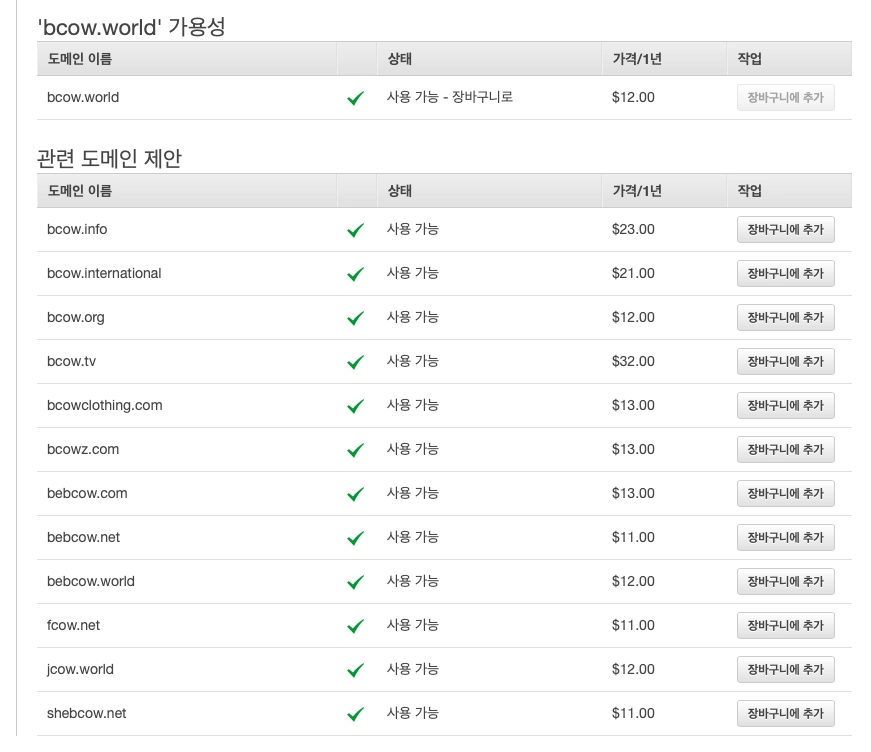 'bcow.world' 가용성
도메인 이름 상태 가격/1년 작업
bcow.world 사용 가능 - 장바구니로 $12.00 장바구니에 추가
관련 도메인 제안
도메인 이름 상태 가격/1년 작업
bcow.info 사용 가능 $23.00 장바구니에 추가
bcow.international 사용 가능 $21.00 장바구니에 추가
bcow.org 사용 가능 $12.00 장바구니에 추가
bcow.tv 사용 가능 $32.00 장바구니에 추가
bcowclothing.com 사용 가능 $13.00 장바구니에 추가
bcowz.com 사용 가능 $13.00 장바구니에 추가
bebcow.com 사용 가능 $13.00 장바구니에 추가
bebcow.net 사용 가능 $11.00 장바구니에 추가
bebcow.world 사용 가능 $12.00 장바구니에 추가
fcow.net 사용 가능 $11.00 장바구니에 추가
jcow.world 사용 가능 $12.00 장바구니에 추가
shebcow.net 사용 가능 $11.00 장바구니에 추가